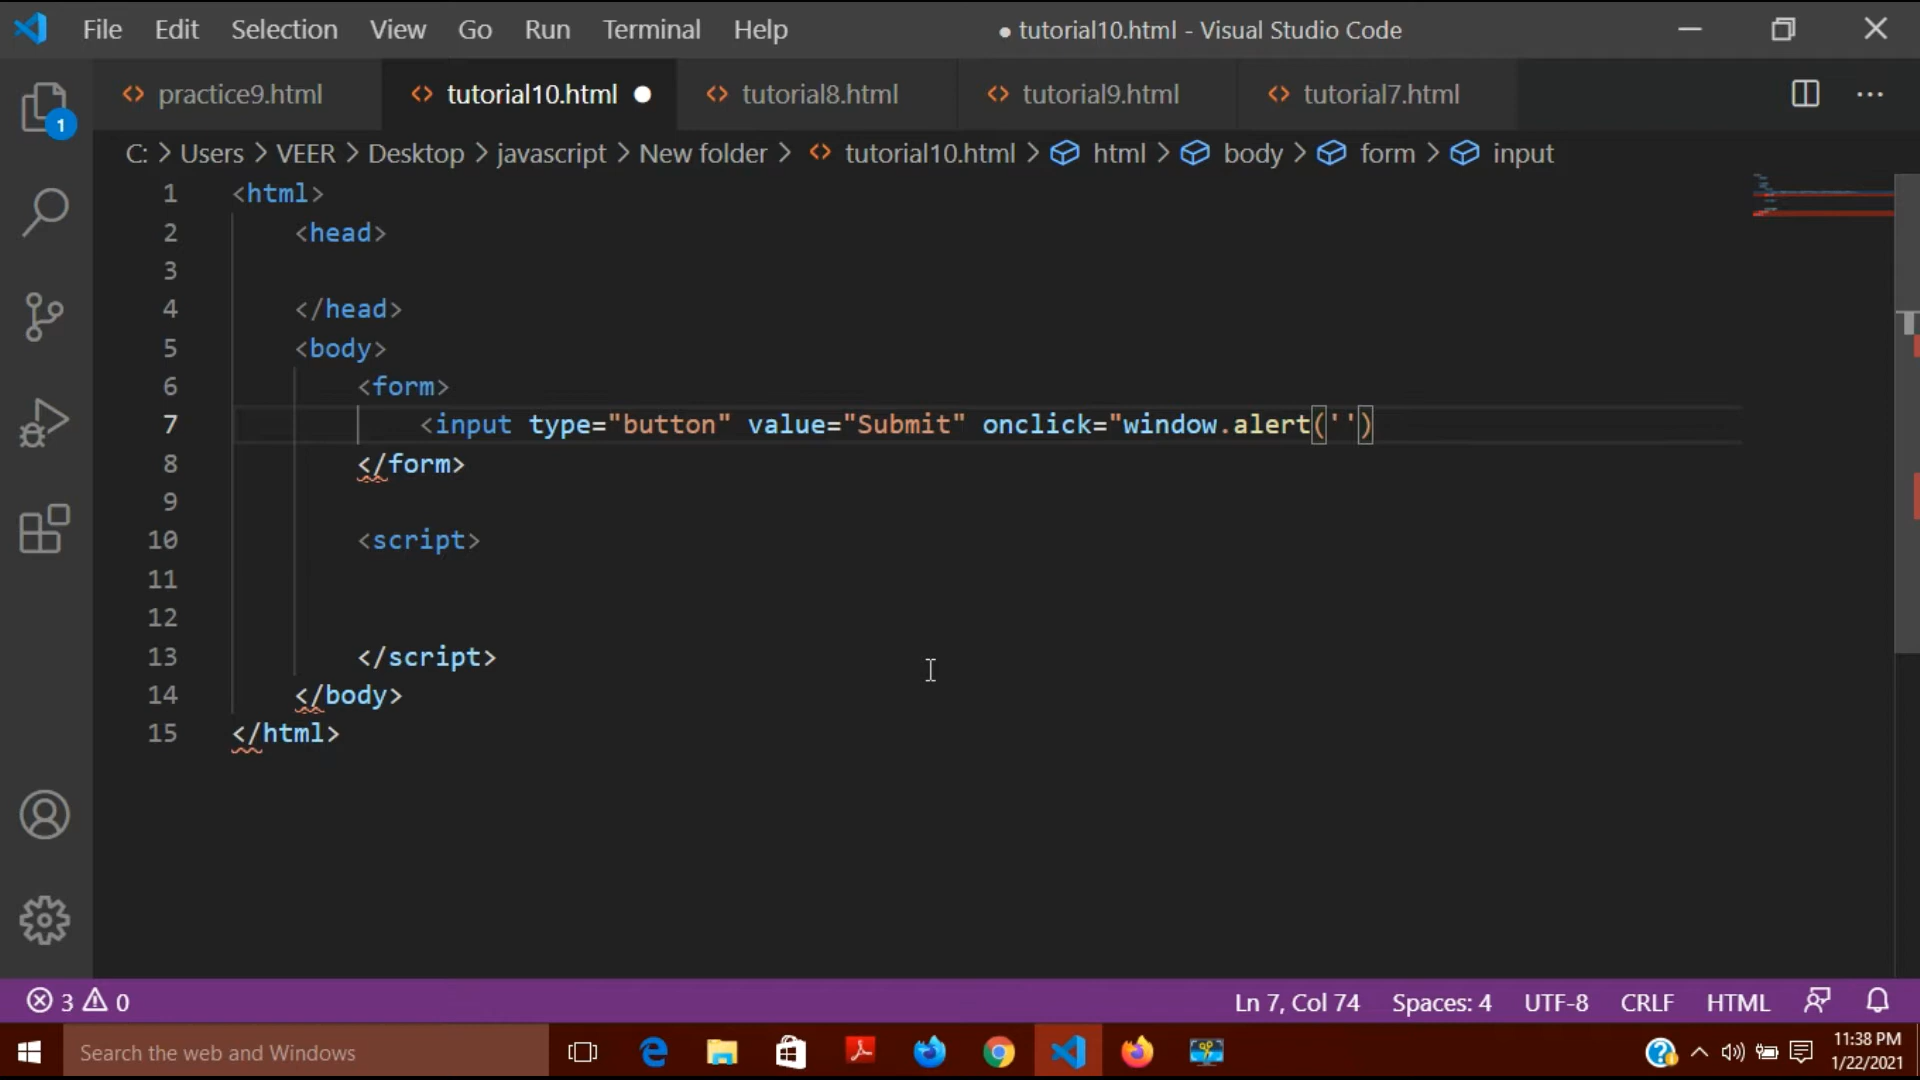 File Edit Selection View Go Run Terminal Help ● tutorial10.html - Visual Studio Code
practice9.html tutorial10.html tutorial8.html tutorial9.html tutorial7.html
1
C: > Users > VEER > Desktop > javascript > New folder > tutorial10.html > html > body > form > input
1 <html>
2 <head>
3
4 </head>
5 <body>
6 <form>
7 <input type="button" value="Submit" onclick="window.alert('')
8 </form>
9
10 <script>
11
12
13 </script>
14 </body>
15 </html>
3 0 Ln 7, Col 74 Spaces: 4 UTF-8 CRLF HTML
Search the web and Windows
11:38 PM
1/22/2021